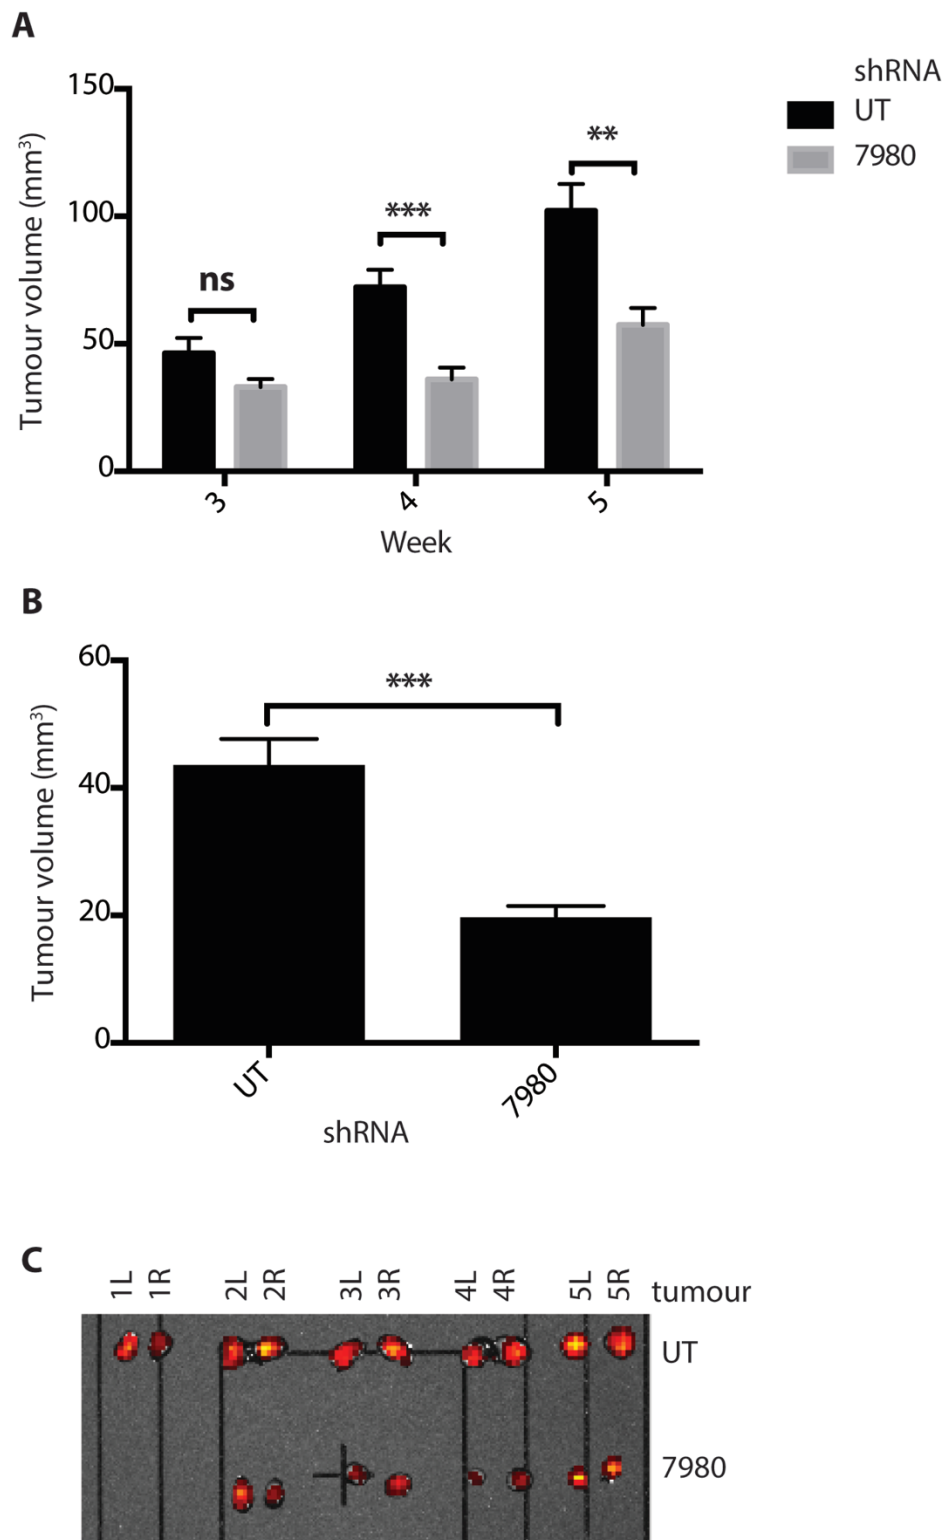 A
shRNA
UT
7980
150
100
50
0
Tumour volume (mm³)
ns
***
**
3
4
5
Week
B
60
40
20
0
Tumour volume (mm³)
***
UT
7980
shRNA
C
1L 1R 2L 2R 3L 3R 4L 4R 5L 5R tumour
UT
7980